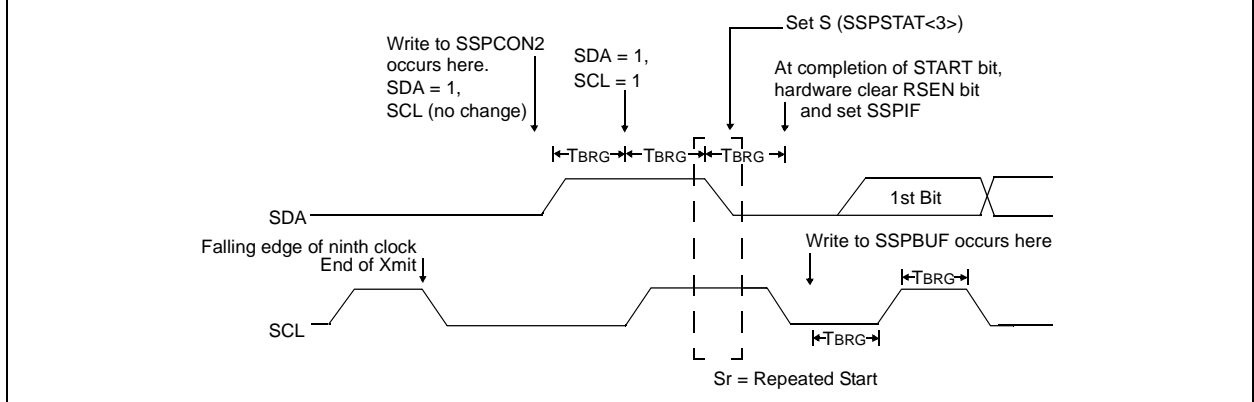 Set S (SSPSTAT<3>)
Write to SSPCON2
occurs here.
SDA = 1,
SCL (no change)
SDA = 1,
SCL = 1
At completion of START bit,
hardware clear RSEN bit
and set SSPIF
TBRG TBRG TBRG
SDA
1st Bit
Falling edge of ninth clock
End of Xmit
Write to SSPBUF occurs here
TBRG
SCL
TBRG
Sr = Repeated Start